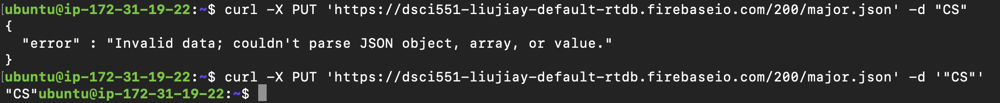 [ubuntu@ip-172-31-19-22:~$ curl -X PUT 'https://dsci551-liujiay-default-rtdb.firebaseio.com/200/major.json' -d "CS"
{
  "error" : "Invalid data; couldn't parse JSON object, array, or value."
}
[ubuntu@ip-172-31-19-22:~$ curl -X PUT 'https://dsci551-liujiay-default-rtdb.firebaseio.com/200/major.json' -d '"CS"'
"CS"ubuntu@ip-172-31-19-22:~$